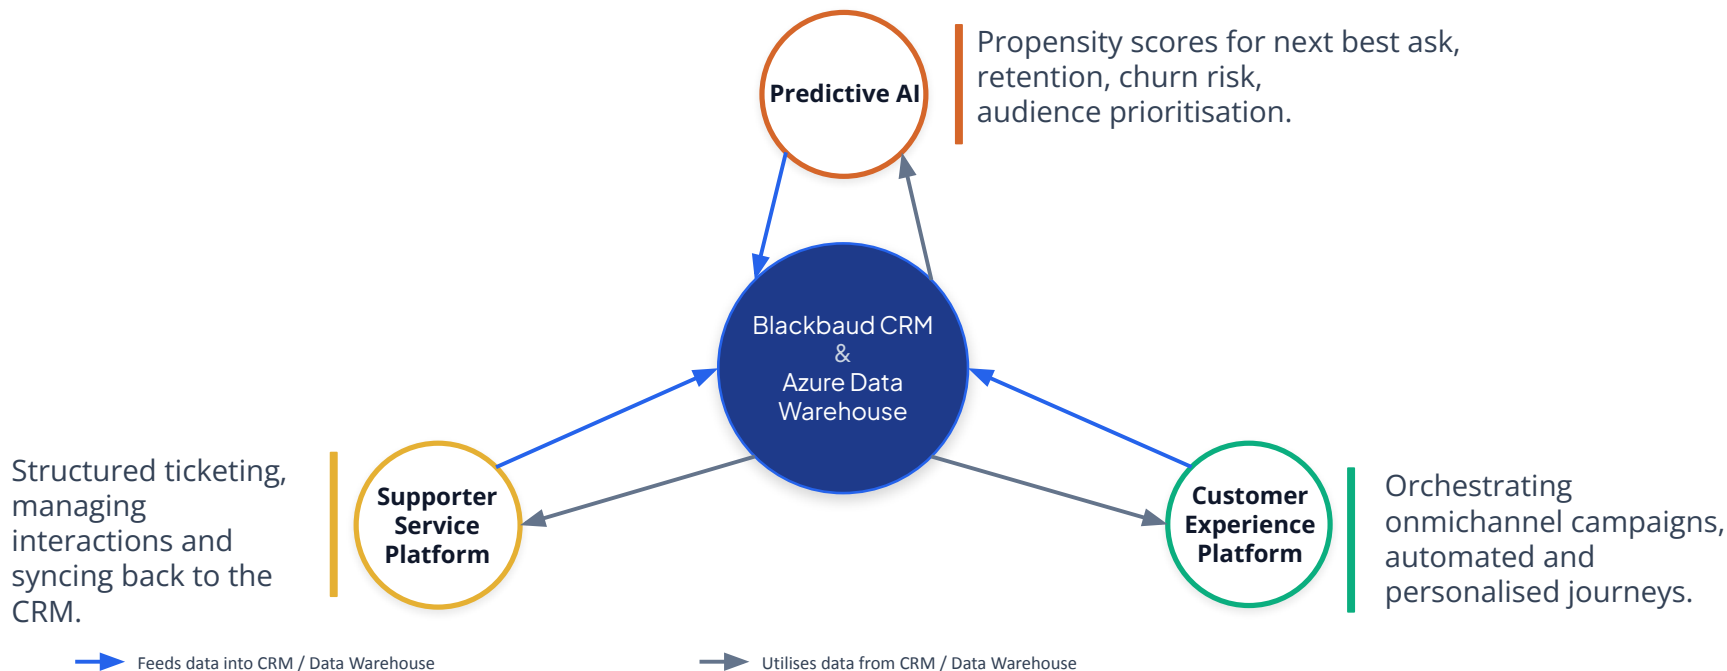 Predictive AI
Propensity scores for next best ask,
retention, churn risk,
audience prioritisation.
Blackbaud CRM
&
Azure Data
Warehouse
Structured ticketing,
managing
interactions and
syncing back to the
CRM.
Supporter
Service
Platform
Customer
Experience
Platform
Orchestrating
onmichannel campaigns,
automated and
personalised journeys.
Feeds data into CRM / Data Warehouse
Utilises data from CRM / Data Warehouse